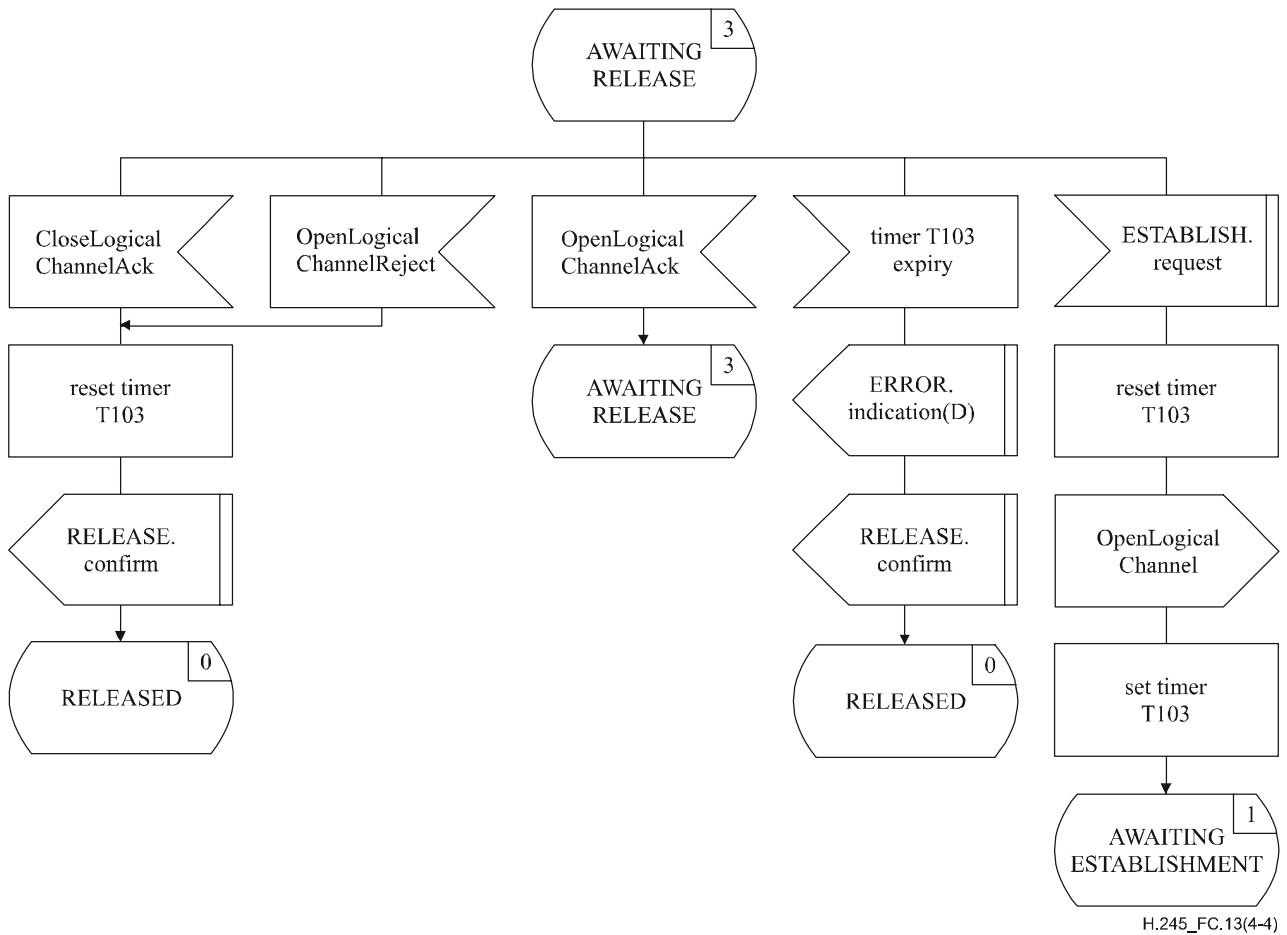 3
AWAITING
RELEASE
CloseLogical
ChannelAck
OpenLogical
ChannelReject
OpenLogical
ChannelAck
timer T103
expiry
ESTABLISH.
request
reset timer
T103
3
AWAITING
RELEASE
ERROR.
indication(D)
reset timer
T103
RELEASE.
confirm
RELEASE.
confirm
OpenLogical
Channel
0
RELEASED
0
RELEASED
set timer
T103
1
AWAITING
ESTABLISHMENT
H.245_FC.13(4-4)